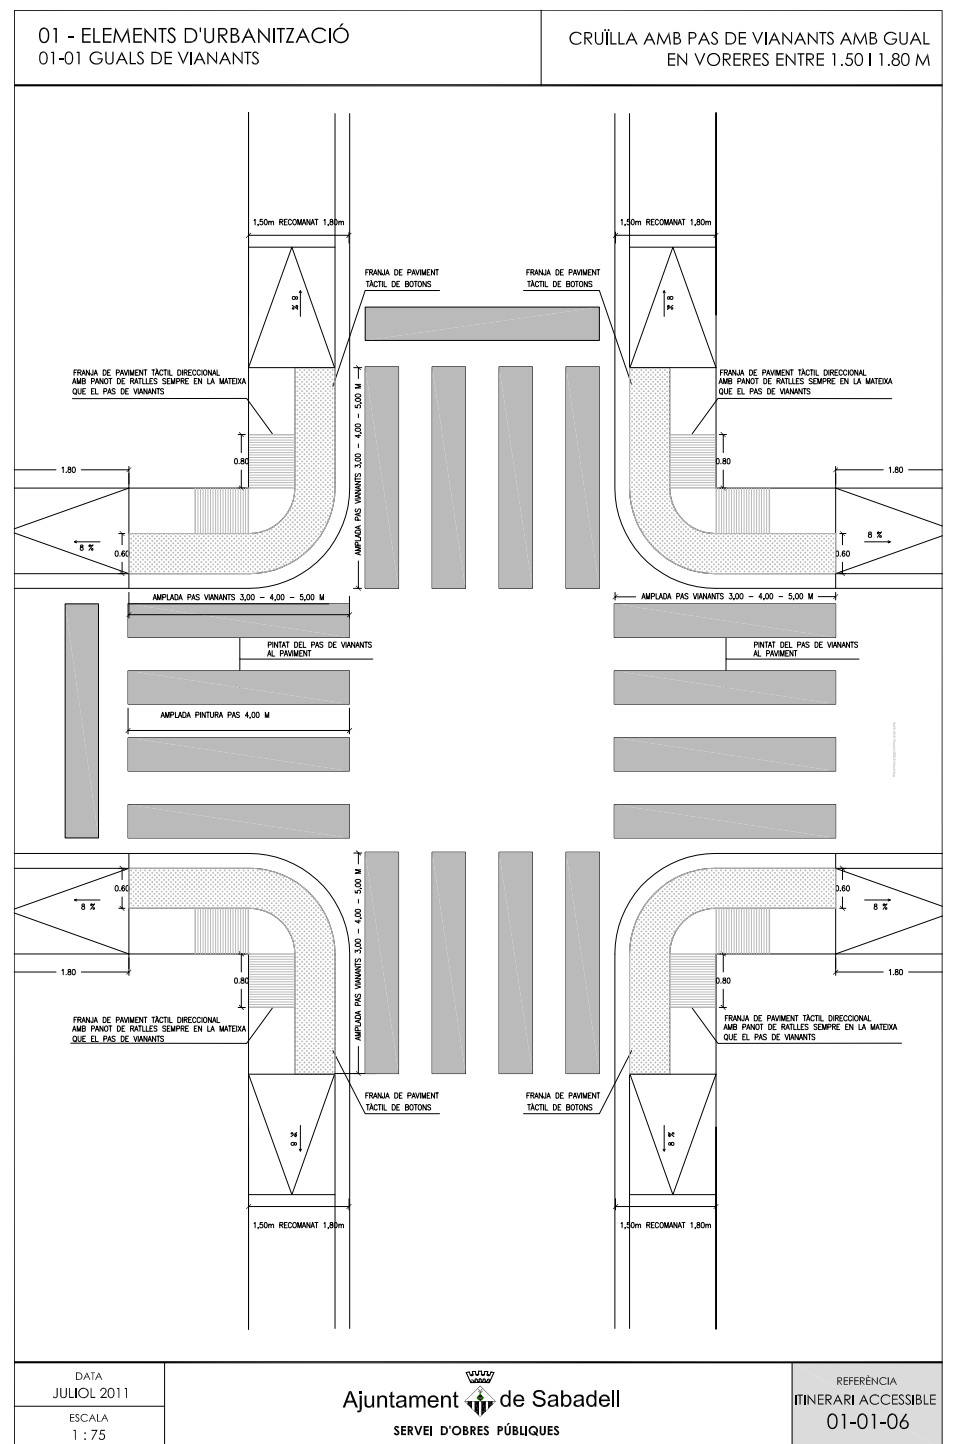 01 - ELEMENTS D'URBANITZACIÓ
01-01 GUALS DE VIANANTS
CRUÏLLA AMB PAS DE VIANANTS AMB GUAL
EN VORERES ENTRE 1.50 I 1.80 M
1,50m RECOMANAT 1,80m
1,50m RECOMANAT 1,80m
FRANJA DE PAVIMENT
TÀCTIL DE BOTONS
FRANJA DE PAVIMENT
TÀCTIL DE BOTONS
8 %
8 %
FRANJA DE PAVIMENT TÀCTIL DIRECCIONAL
AMB PANOT DE RATLLES SEMPRE EN LA MATEIXA
QUE EL PAS DE VIANANTS
FRANJA DE PAVIMENT TÀCTIL DIRECCIONAL
AMB PANOT DE RATLLES SEMPRE EN LA MATEIXA
QUE EL PAS DE VIANANTS
AMPLADA PAS VIANANTS 3,00 - 4,00 - 5,00 M
0.80
0.80
1.80
1.80
8 %
0.60
0.60
8 %
AMPLADA PAS VIANANTS 3,00 - 4,00 - 5,00 M
AMPLADA PAS VIANANTS 3,00 - 4,00 - 5,00 M
PINTAT DEL PAS DE VIANANTS
AL PAVIMENT
PINTAT DEL PAS DE VIANANTS
AL PAVIMENT
AMPLADA PINTURA PAS 4,00 M
AMPLADA PAS VIANANTS 3,00 - 4,00 - 5,00 M
0.60
0.60
8 %
8 %
1.80
1.80
0.80
0.80
FRANJA DE PAVIMENT TÀCTIL DIRECCIONAL
AMB PANOT DE RATLLES SEMPRE EN LA MATEIXA
QUE EL PAS DE VIANANTS
FRANJA DE PAVIMENT TÀCTIL DIRECCIONAL
AMB PANOT DE RATLLES SEMPRE EN LA MATEIXA
QUE EL PAS DE VIANANTS
FRANJA DE PAVIMENT
TÀCTIL DE BOTONS
FRANJA DE PAVIMENT
TÀCTIL DE BOTONS
8 %
8 %
1,50m RECOMANAT 1,80m
1,50m RECOMANAT 1,80m
DATA
JULIOL 2011
ESCALA
1 : 75
Ajuntament de Sabadell
SERVEI D'OBRES PÚBLIQUES
REFERÈNCIA
ITINERARI ACCESSIBLE
01-01-06